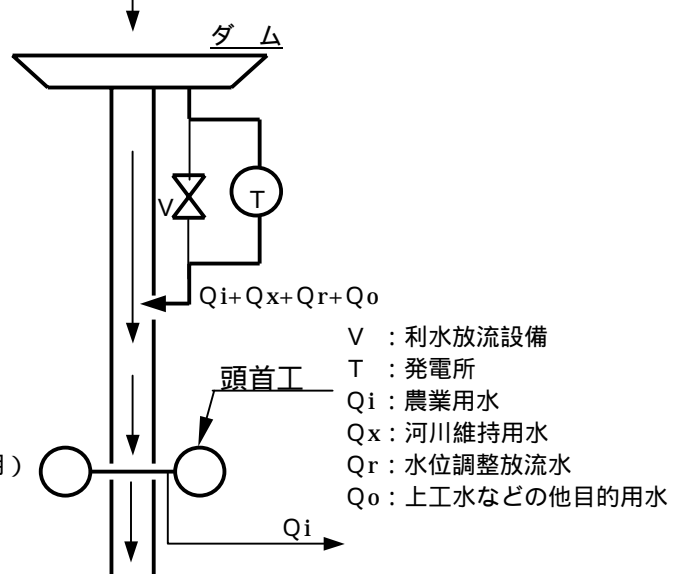 ダ ム
V
T
Qi+Qx+Qr+Qo
V :利水放流設備
T :発電所
頭首工
Qi:農業用水
Qx:河川維持用水
Qr:水位調整放流水
)
Qo:上工水などの他目的用水
Qi